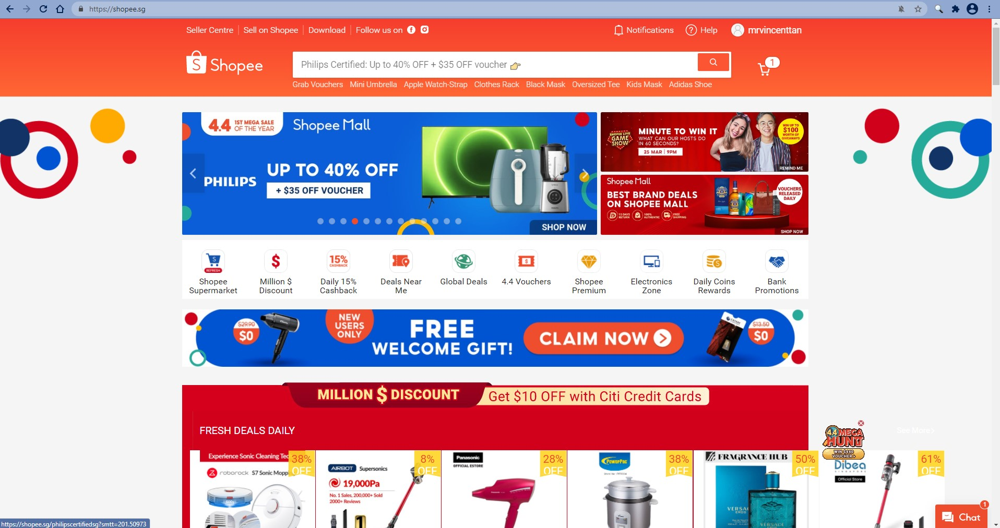 https://shopee.sg
Seller Centre
Sell on Shopee
Download
Follow us on
Notifications
Help
mrvincenttan
Shopee
Philips Certified: Up to 40% OFF + $35 OFF voucher
1
Grab Vouchers
Mini Umbrella
Apple Watch-Strap
Clothes Rack
Black Mask
Oversized Tee
Kids Mask
Adidas Shoe
4.4 1ST MEGA SALE
OF THE YEAR
Shopee Mall
PHILIPS
UP TO 40% OFF
+ $35 OFF VOUCHER
SHOP NOW
SHOPEE LIVE
GAME
SHOW
MINUTE TO WIN IT
WHAT CAN OUR HOSTS DO
IN 60 SECONDS?
25 MAR | 9PM
WIN UP TO
$100
WORTH OF
GIVEAWAYS
REMIND ME
Shopee Mall
BEST BRAND DEALS
ON SHOPEE MALL
15 DAYS
RETURN
100%
AUTHENTIC
FREE
SHIPPING
VOUCHERS
RELEASED
DAILY
SHOP NOW
REFRESH
Shopee
Supermarket
Million $
Discount
15%
CASHBACK
Daily 15%
Cashback
Deals Near
Me
Global Deals
4.4 Vouchers
Shopee
Premium
Electronics
Zone
Daily Coins
Rewards
Bank
Promotions
$29.90
$0
NEW
USERS
ONLY
FREE
WELCOME GIFT!
CLAIM NOW
$13.50
$0
MILLION $ DISCOUNT
Get $10 OFF with Citi Credit Cards
FRESH DEALS DAILY
See More
4.4 MEGA
HUNT
WIN $440
VOUCHER
Experience Sonic Cleaning Tec
38%
OFF
roborock S7 Sonic Mopping
AIRBOT Supersonics
8%
OFF
19,000Pa
No. 1 Sales, 200,000+ Sold
2000+ Reviews
Panasonic
OFFICIAL ESTORE
28%
OFF
PowerPac
38%
OFF
FRAGRANCE HUB
50%
OFF
VERSACE
EROS
VERSACE
Dibea
SINGAPORE
Official Store
61%
OFF
Chat
1
https://shopee.sg/philipscertifiedsg?smtt=201.50973